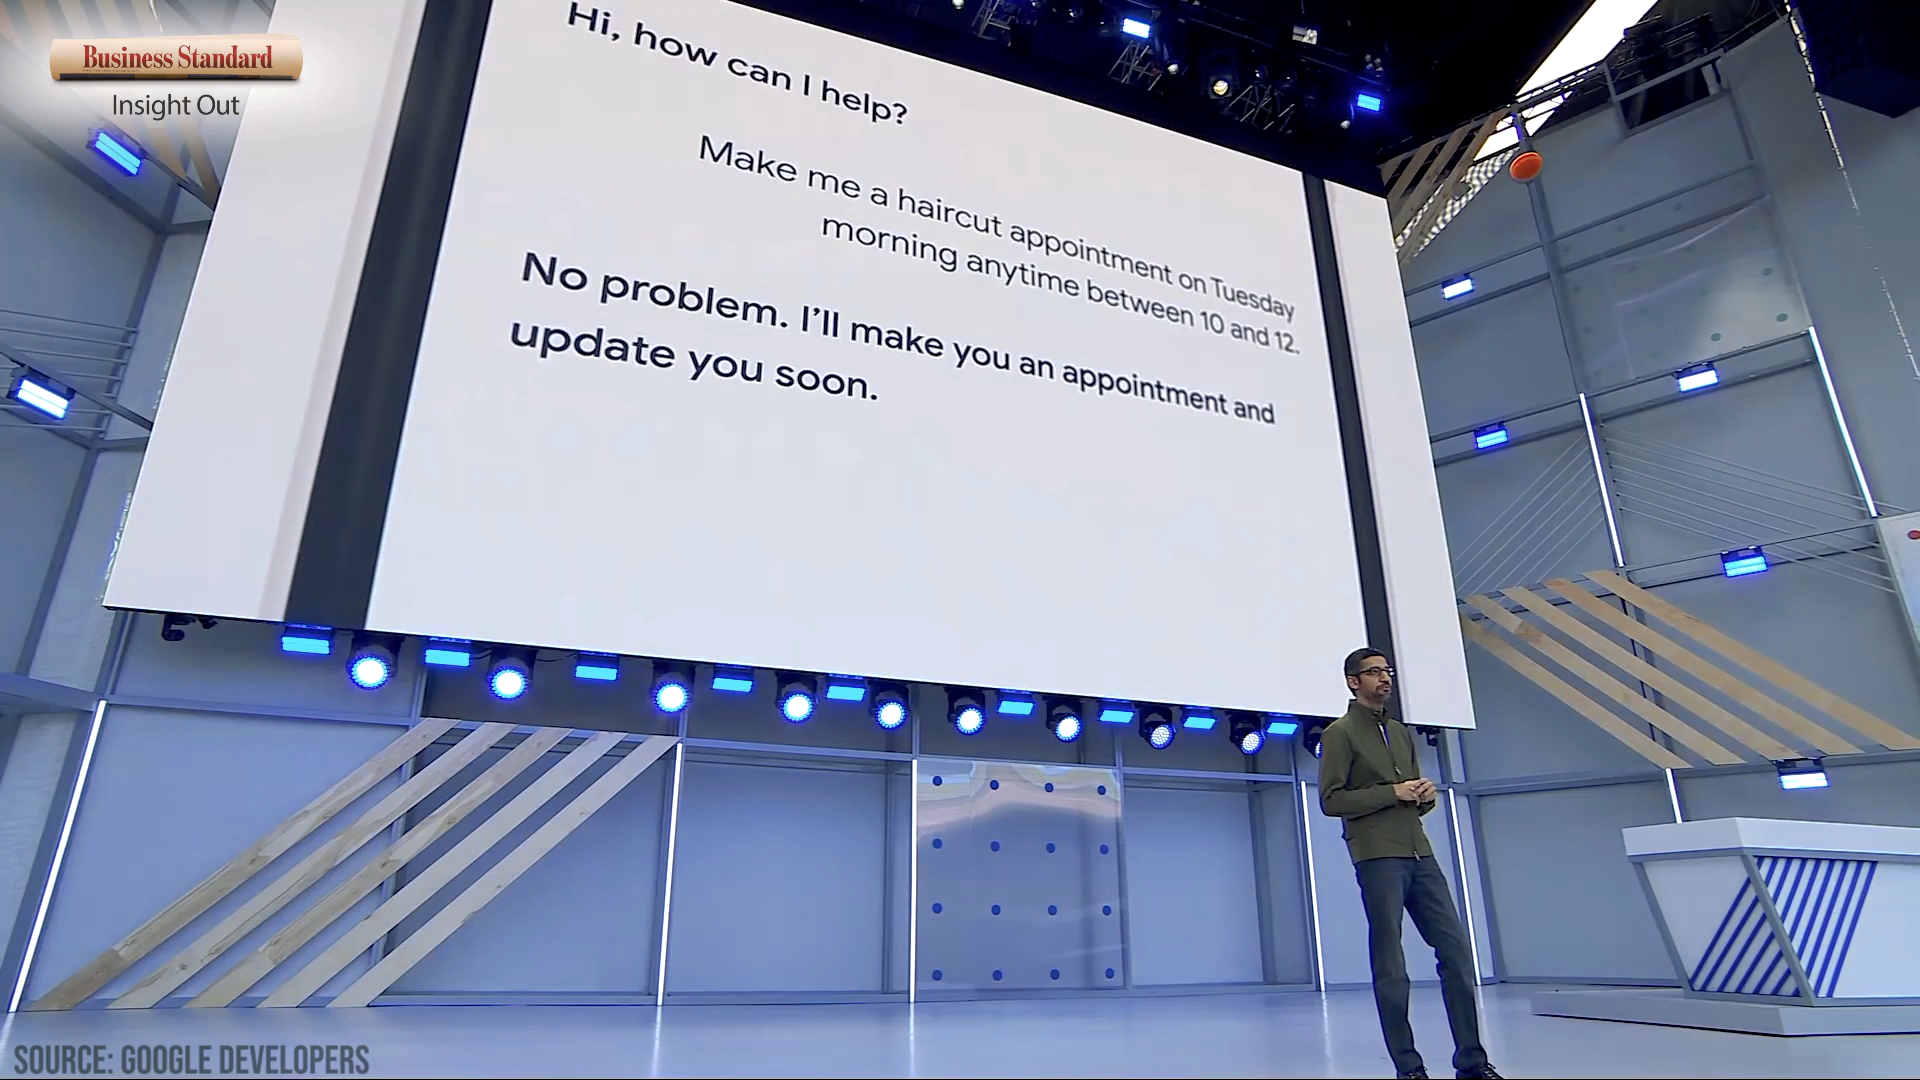 Business Standard
Insight Out
Hi, how can I help?
Make me a haircut appointment on Tuesday
morning anytime between 10 and 12.
No problem. I'll make you an appointment and
update you soon.
SOURCE: GOOGLE DEVELOPERS